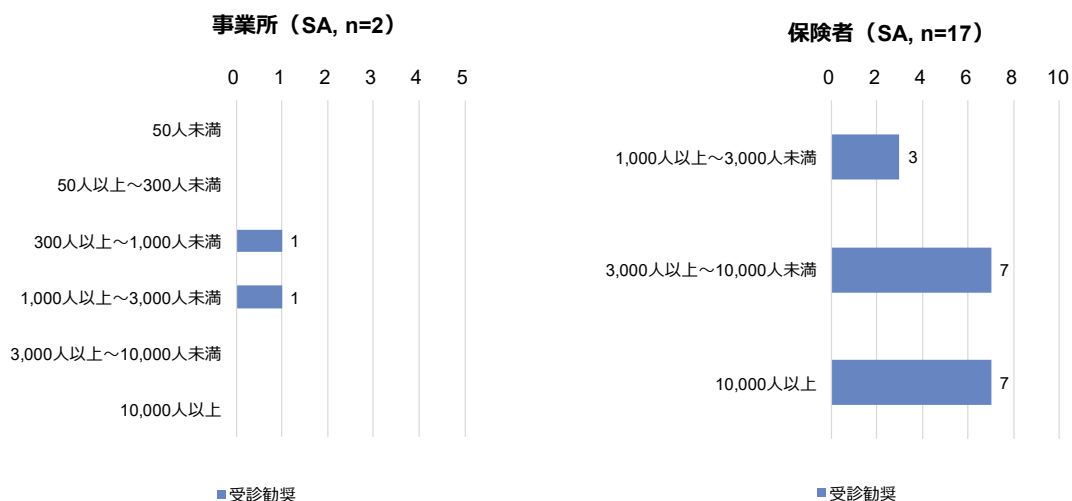 事業所（SA, n=2）
0 1 2 3 4 5
50人未満
50人以上～300人未満
300人以上～1,000人未満 1
1,000人以上～3,000人未満 1
3,000人以上～10,000人未満
10,000人以上
■受診勧奨
保険者（SA, n=17）
0 2 4 6 8 10
1,000人以上～3,000人未満 3
3,000人以上～10,000人未満 7
10,000人以上 7
■受診勧奨